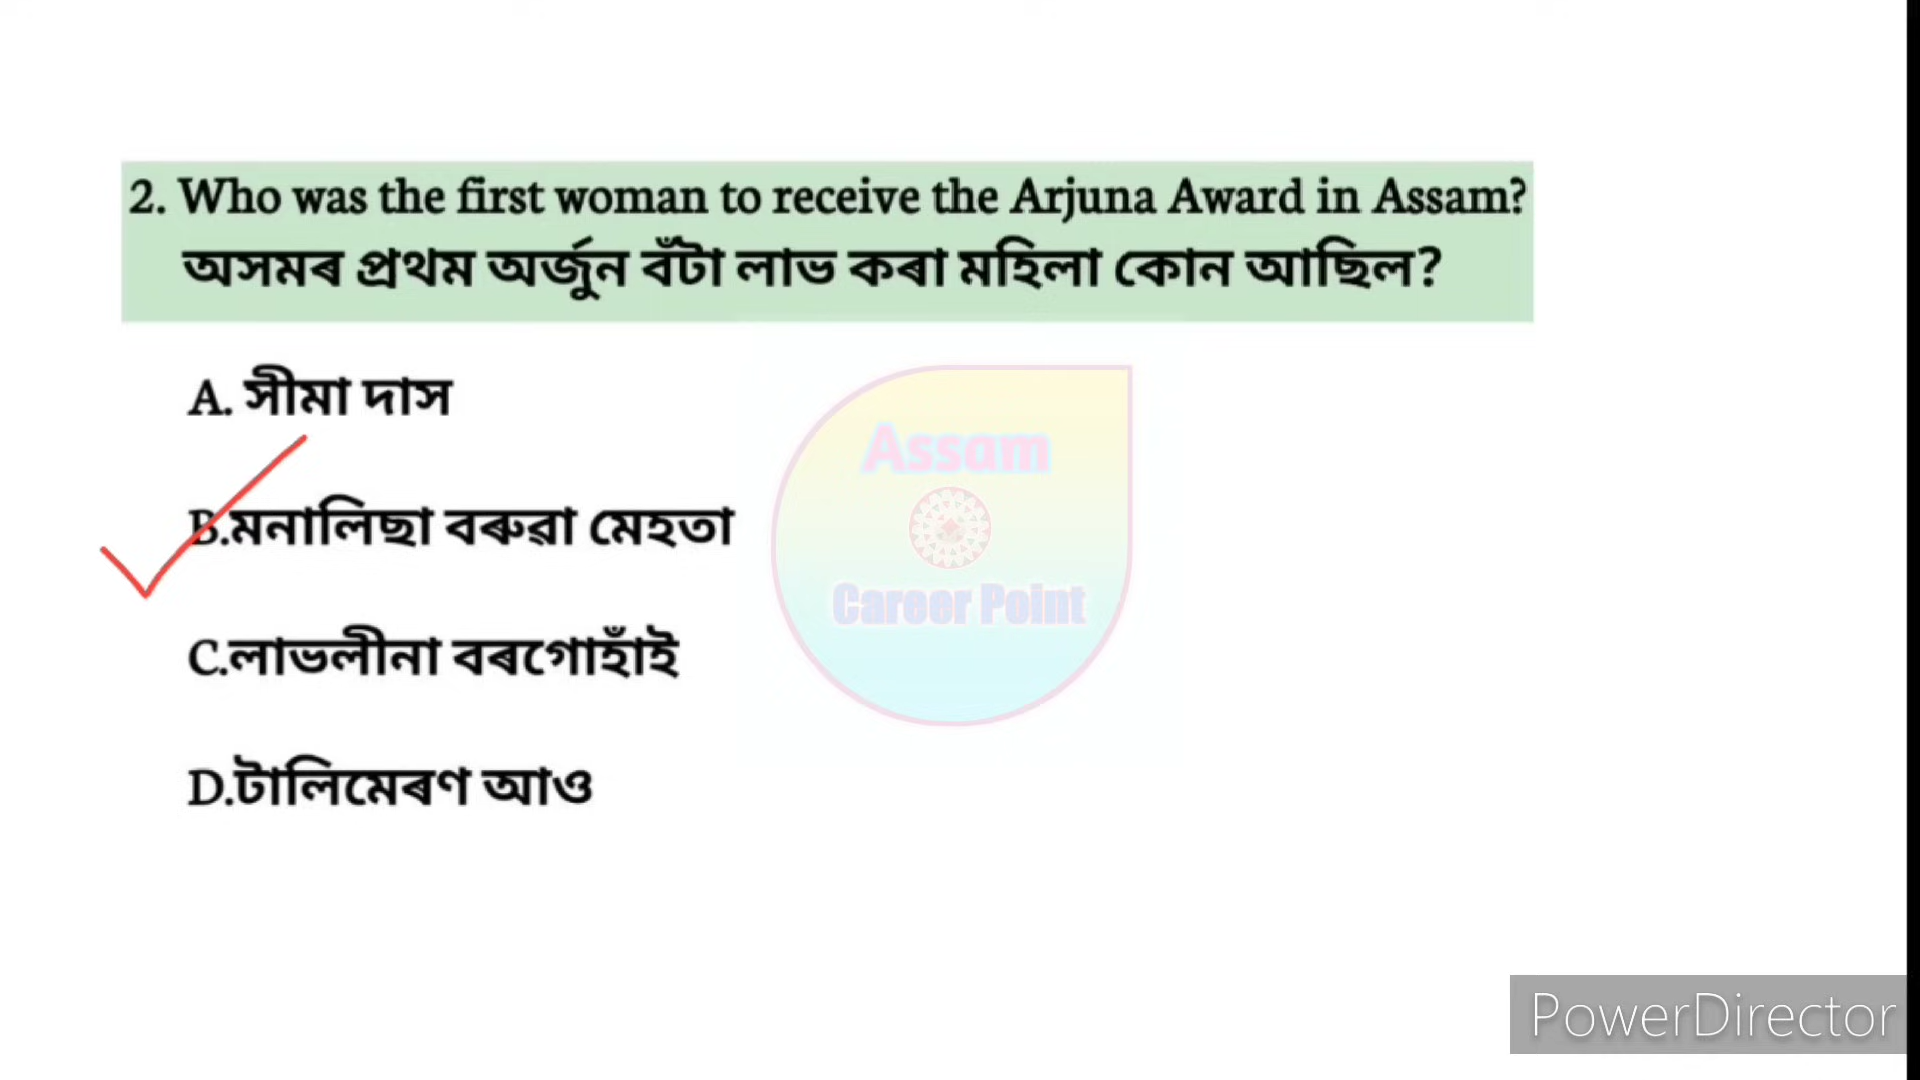 2. Who was the first woman to receive the Arjuna Award in Assam?
অসমৰ প্ৰথম অৰ্জুন বঁটা লাভ কৰা মহিলা কোন আছিল?
A. সীমা দাস
Assam
B.মনালিছা বৰুৱা মেহতা
Career Point
C.লাভলীনা বৰগোহাঁই
D.টালিমেৰণ আও
PowerDirector